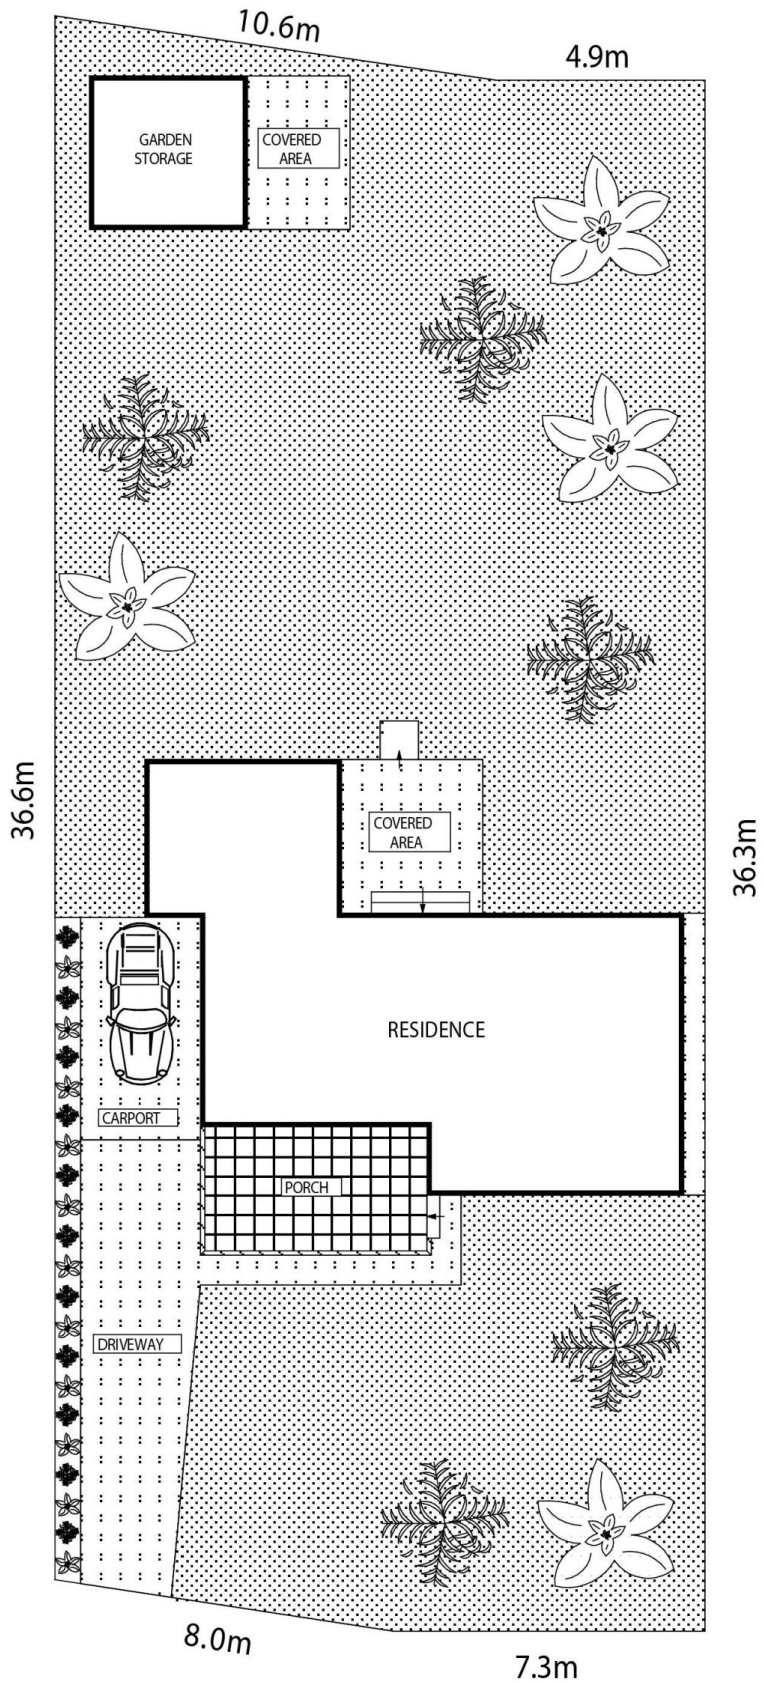 10.6m
4.9m
GARDEN
STORAGE
COVERED
AREA
36.6m
COVERED
AREA
36.3m
RESIDENCE
CARPORT
PORCH
DRIVEWAY
8.0m
7.3m